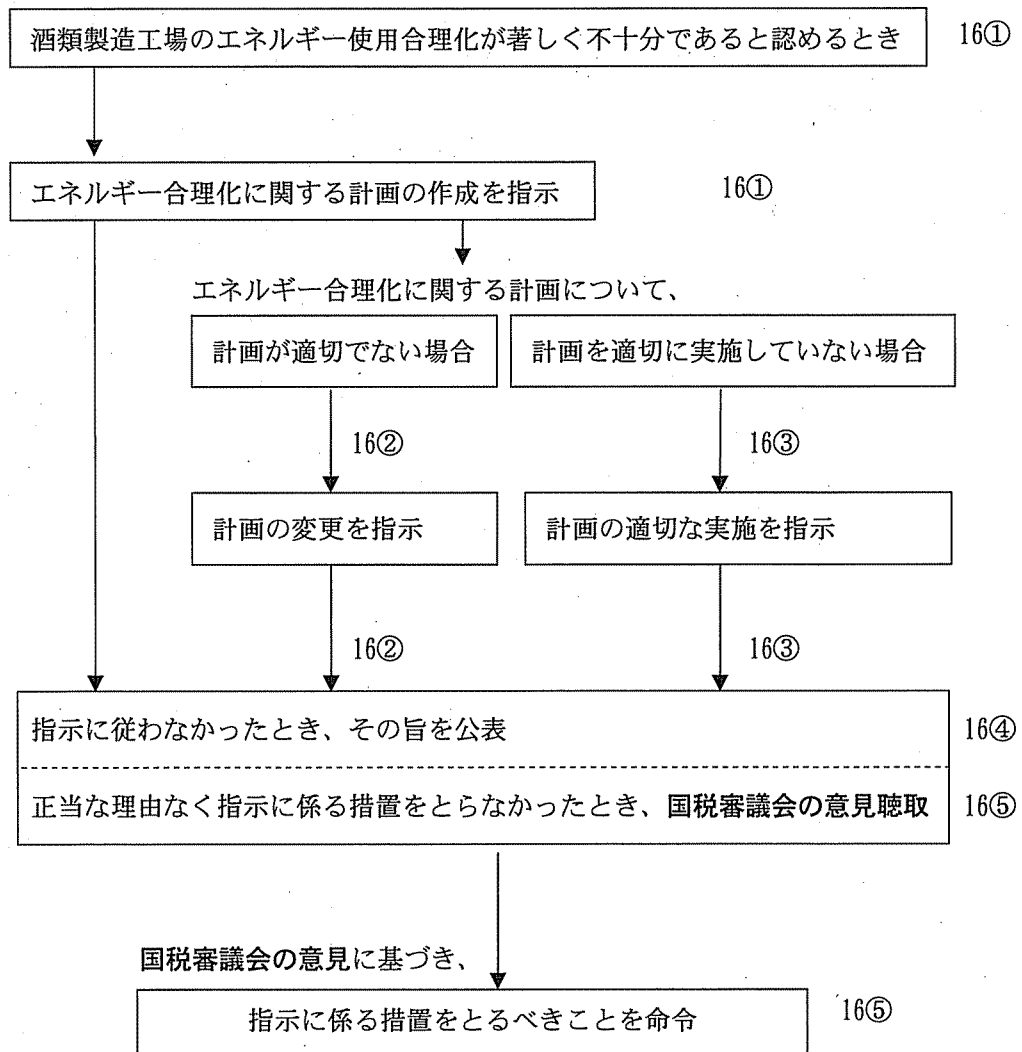 酒類製造工場のエネルギー使用合理化が著しく不十分であると認めるとき 16①
エネルギー合理化に関する計画の作成を指示 16①
エネルギー合理化に関する計画について、
計画が適切でない場合 計画を適切に実施していない場合
16② 16③
計画の変更を指示 計画の適切な実施を指示
16② 16③
指示に従わなかったとき、その旨を公表 16④
正当な理由なく指示に係る措置をとらなかったとき、国税審議会の意見聴取 16⑤
国税審議会の意見に基づき、
指示に係る措置をとるべきことを命令 16⑤